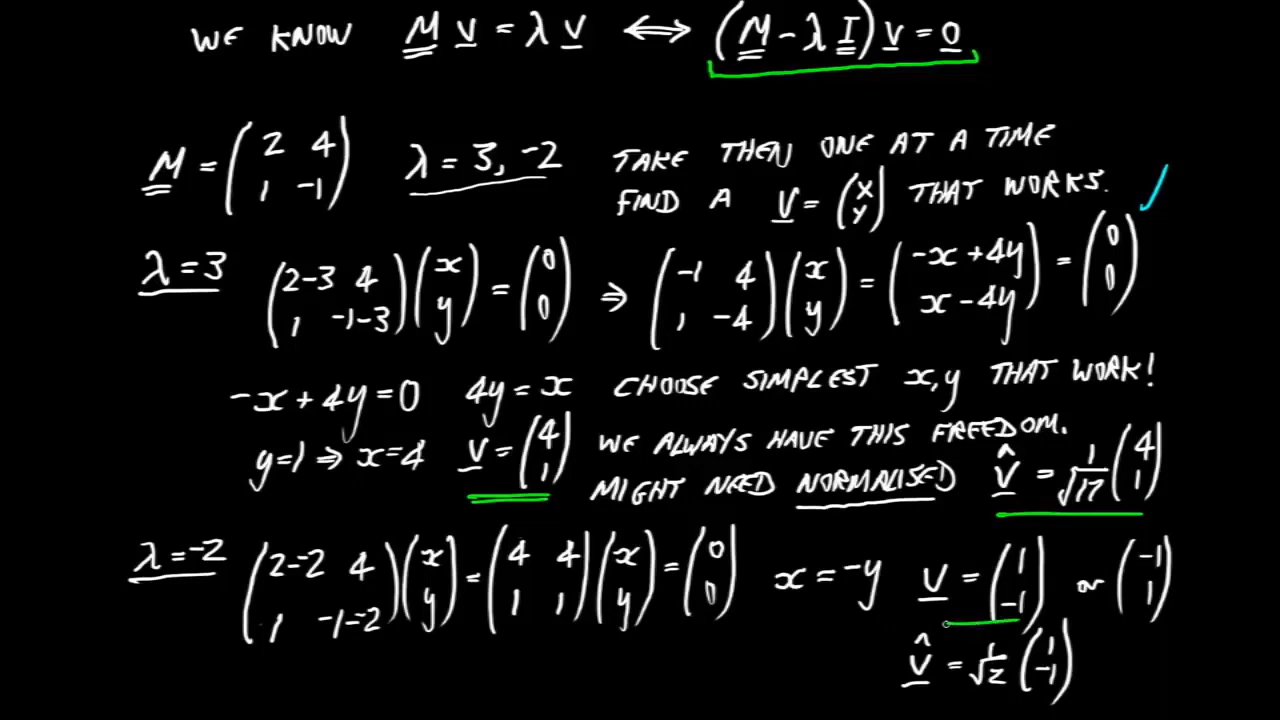 WE KNOW M v = λ v ⟺ (M - λ I) v = 0
M = (2 4; 1 -1) λ = 3, -2 TAKE THEN ONE AT A TIME
FIND A v = (x; y) THAT WORKS.
λ = 3 (2-3 4; 1 -1-3)(x; y) = (0; 0) ⇒ (-1 4; 1 -4)(x; y) = (-x + 4y; x - 4y) = (0; 0)
-x + 4y = 0 4y = x CHOOSE SIMPLEST x, y THAT WORK!
y = 1 ⇒ x = 4 v = (4; 1) WE ALWAYS HAVE THIS FREEDOM.
MIGHT NEED NORMALISED v̂ = 1/√17 (4; 1)
λ = -2 (2--2 4; 1 -1--2)(x; y) = (4 4; 1 1)(x; y) = (0; 0) x = -y v = (1; -1) or (-1; 1)
v̂ = 1/√2 (1; -1)